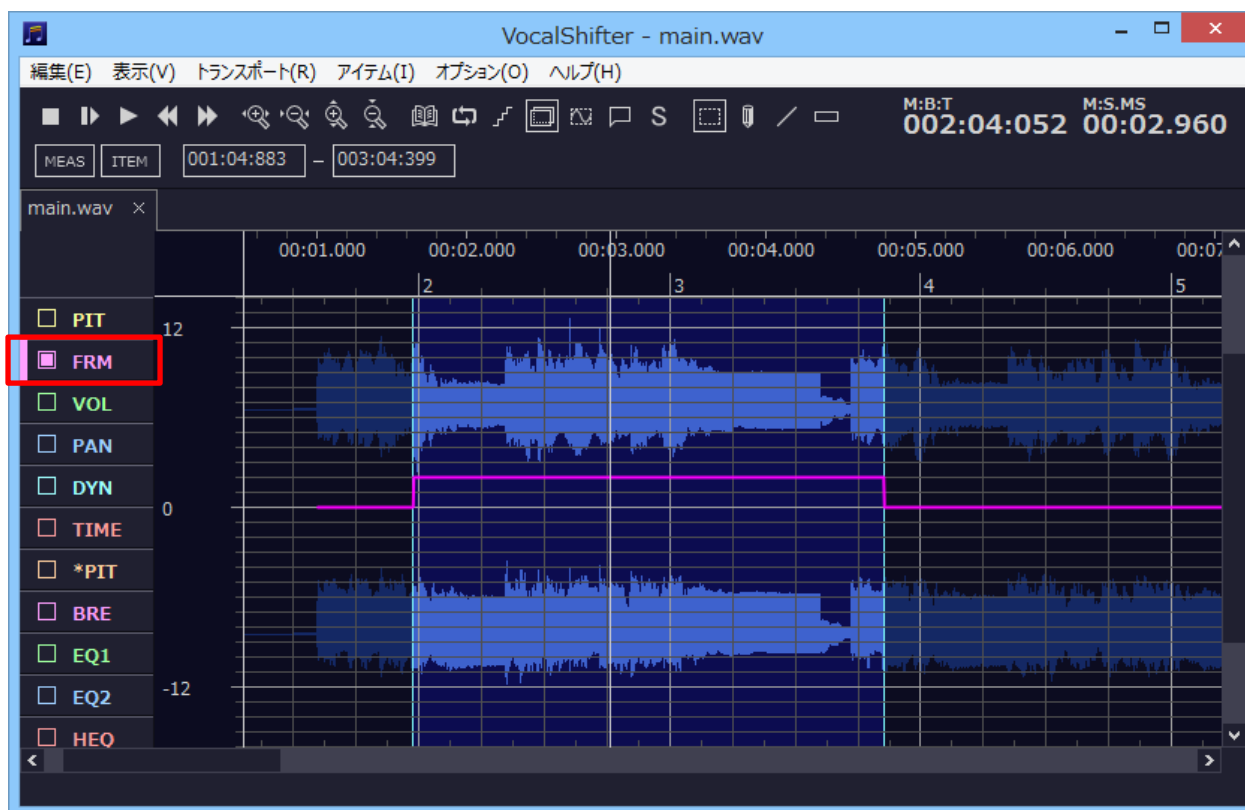 VocalShifter - main.wav
編集(E) 表示(V) トランスポート(R) アイテム(I) オプション(O) ヘルプ(H)
S
M:B:T M:S.MS
002:04:052 00:02.960
MEAS ITEM 001:04:883 – 003:04:399
main.wav ×
00:01.000 00:02.000 00:03.000 00:04.000 00:05.000 00:06.000 00:07
2 3 4 5
PIT
12
FRM
VOL
PAN
DYN
0
TIME
*PIT
BRE
EQ1
EQ2
-12
HEQ